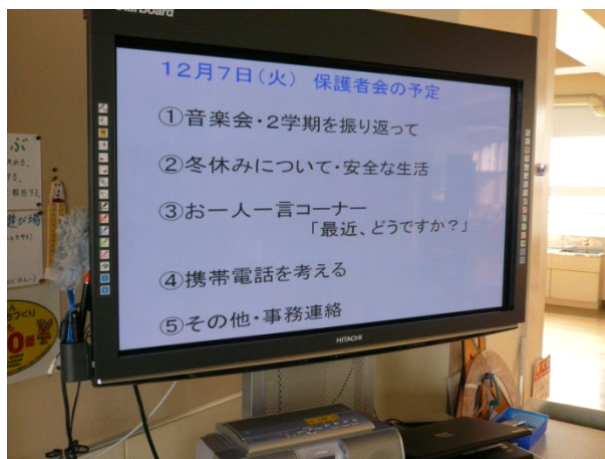 StarBoard
12月7日(火) 保護者会の予定
①音楽会・2学期を振り返って
②冬休みについて・安全な生活
③お一人一言コーナー
「最近、どうですか?」
④携帯電話を考える
⑤その他・事務連絡
HITACHI